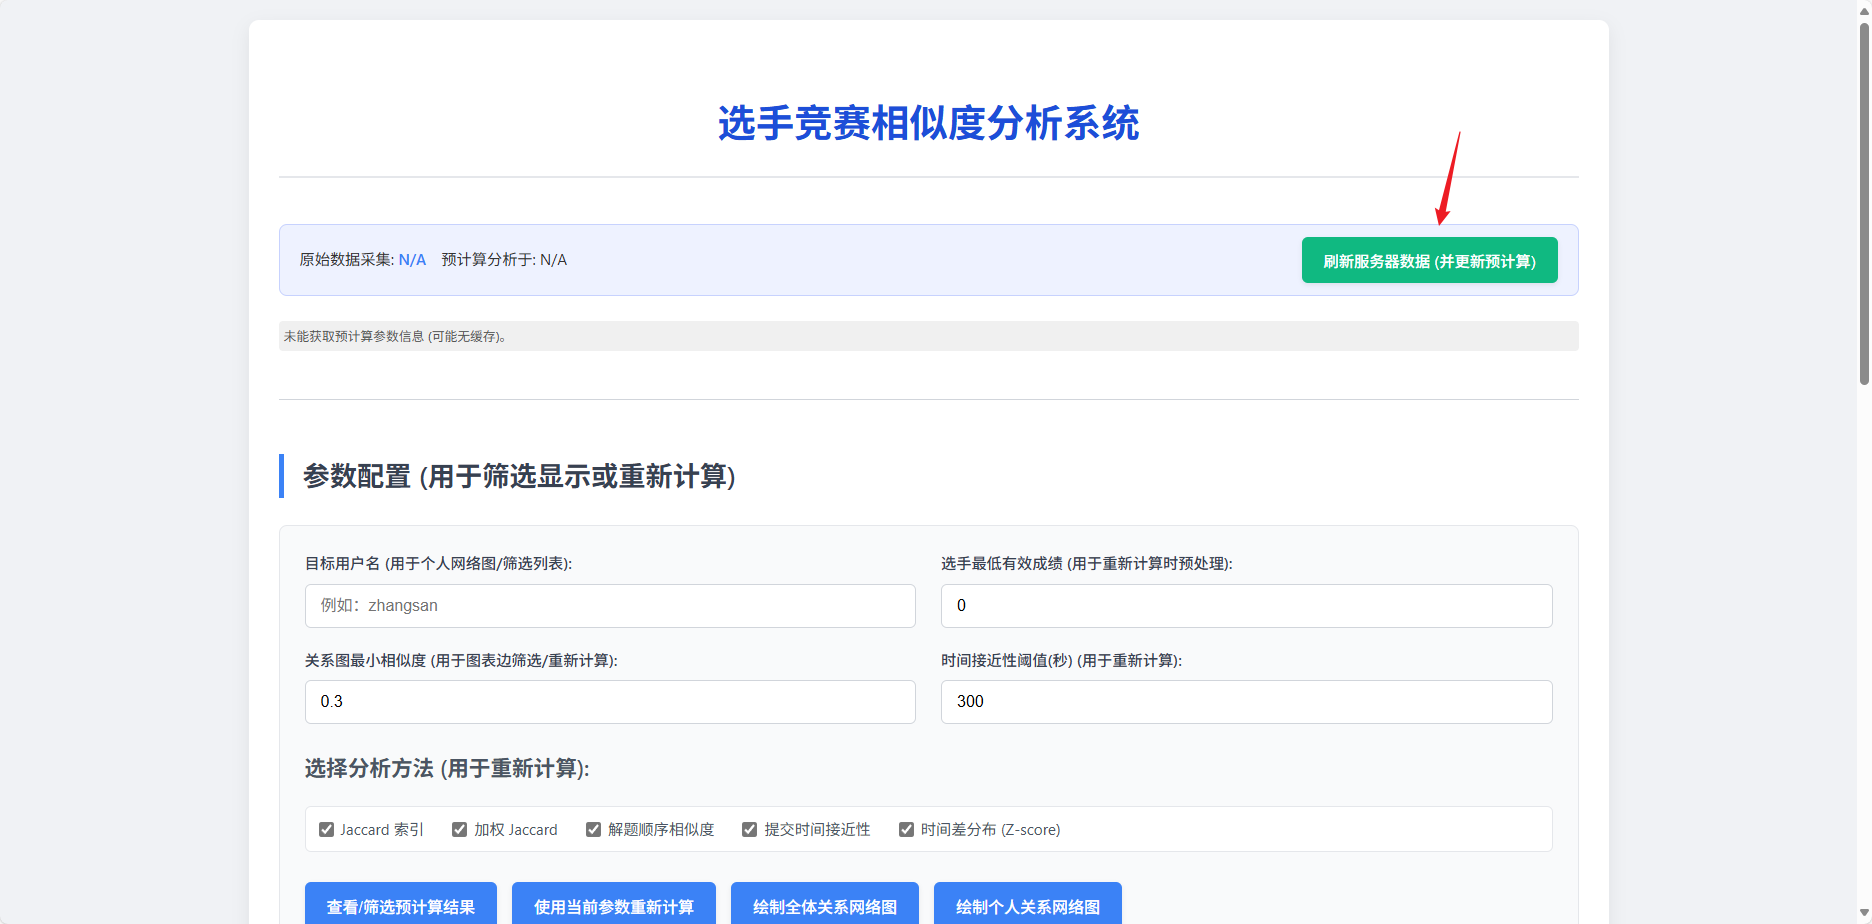 选手竞赛相似度分析系统
原始数据采集: N/A 预计算分析于: N/A
刷新服务器数据 (并更新预计算)
未能获取预计算参数信息 (可能无缓存)。
参数配置 (用于筛选显示或重新计算)
目标用户名 (用于个人网络图/筛选列表):
例如：zhangsan
选手最低有效成绩 (用于重新计算时预处理):
0
关系图最小相似度 (用于图表边筛选/重新计算):
0.3
时间接近性阈值(秒) (用于重新计算):
300
选择分析方法 (用于重新计算):
Jaccard 索引 加权 Jaccard 解题顺序相似度 提交时间接近性 时间差分布 (Z-score)
查看/筛选预计算结果 使用当前参数重新计算 绘制全体关系网络图 绘制个人关系网络图